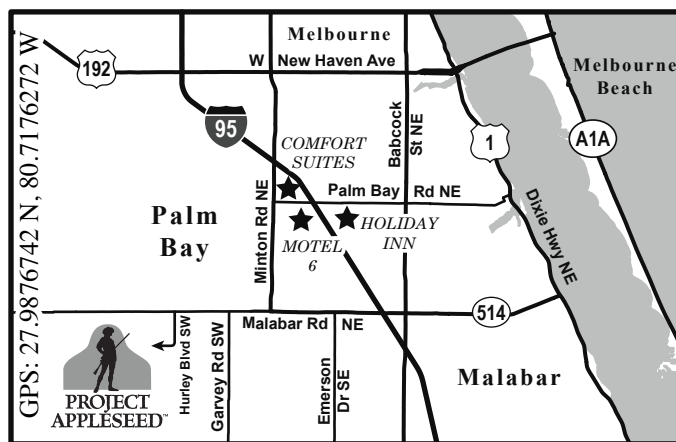 Melbourne
W New Haven Ave
192
Melbourne
Beach
95
1
A1A
COMFORT
SUITES
Babcock
St NE
Palm Bay Rd NE
Palm
Bay
Minton Rd NE
MOTEL
6
HOLIDAY
INN
Dixie Hwy NE
514
Malabar Rd NE
Malabar
Hurley Blvd SW
Garvey Rd SW
Emerson
Dr SE
PROJECT
APPLESEED™
GPS: 27.9876742 N, 80.7176272 W